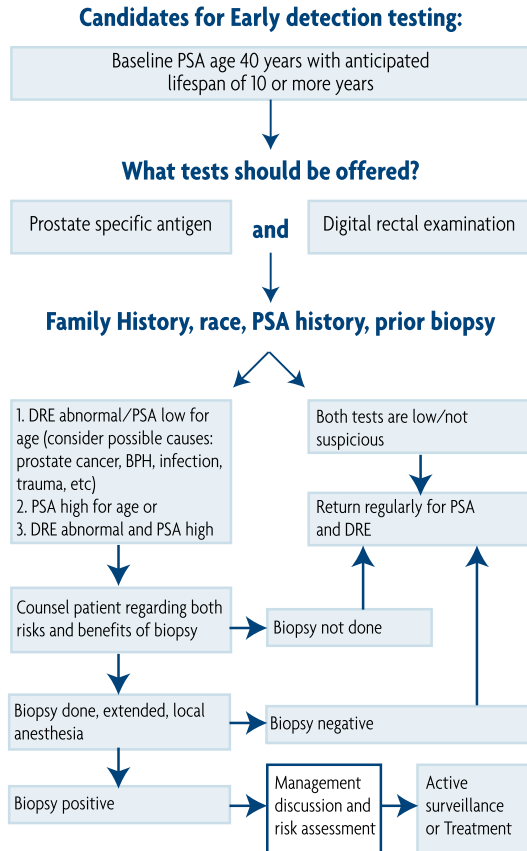 Candidates for Early detection testing:
Baseline PSA age 40 years with anticipated
lifespan of 10 or more years
What tests should be offered?
Prostate specific antigen
and
Digital rectal examination
Family History, race, PSA history, prior biopsy
1. DRE abnormal/PSA low for
age (consider possible causes:
prostate cancer, BPH, infection,
trauma, etc)
2. PSA high for age or
3. DRE abnormal and PSA high
Both tests are low/not
suspicious
Return regularly for PSA
and DRE
Counsel patient regarding both
risks and benefits of biopsy
Biopsy not done
Biopsy done, extended, local
anesthesia
Biopsy negative
Biopsy positive
Management
discussion and
risk assessment
Active
surveillance
or Treatment